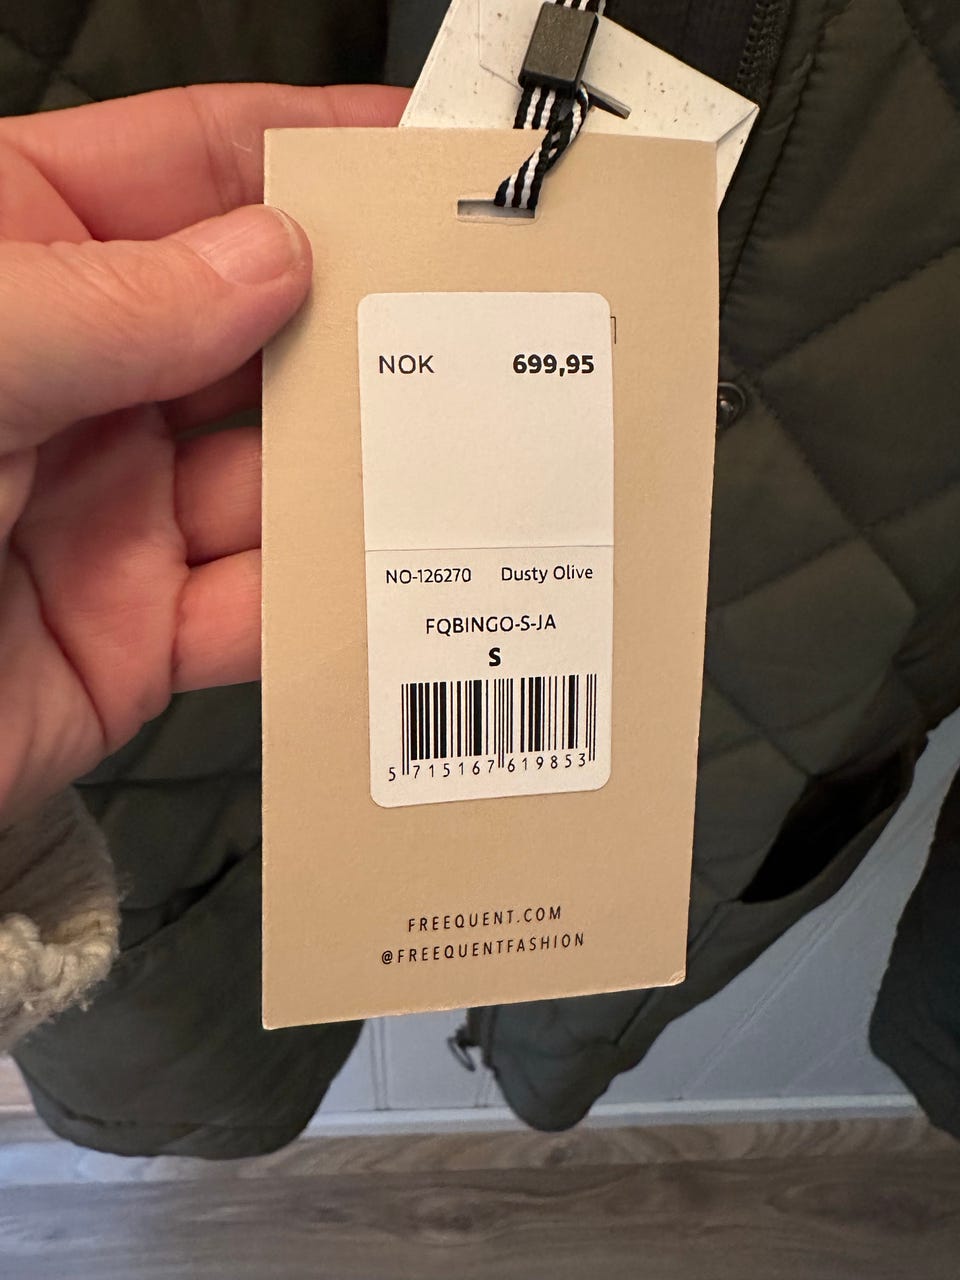 NOK 699,95
NO-126270 Dusty Olive
FQBINGO-S-JA
S
5 715167 619853
FREEQUENT.COM
@FREEQUENTFASHION